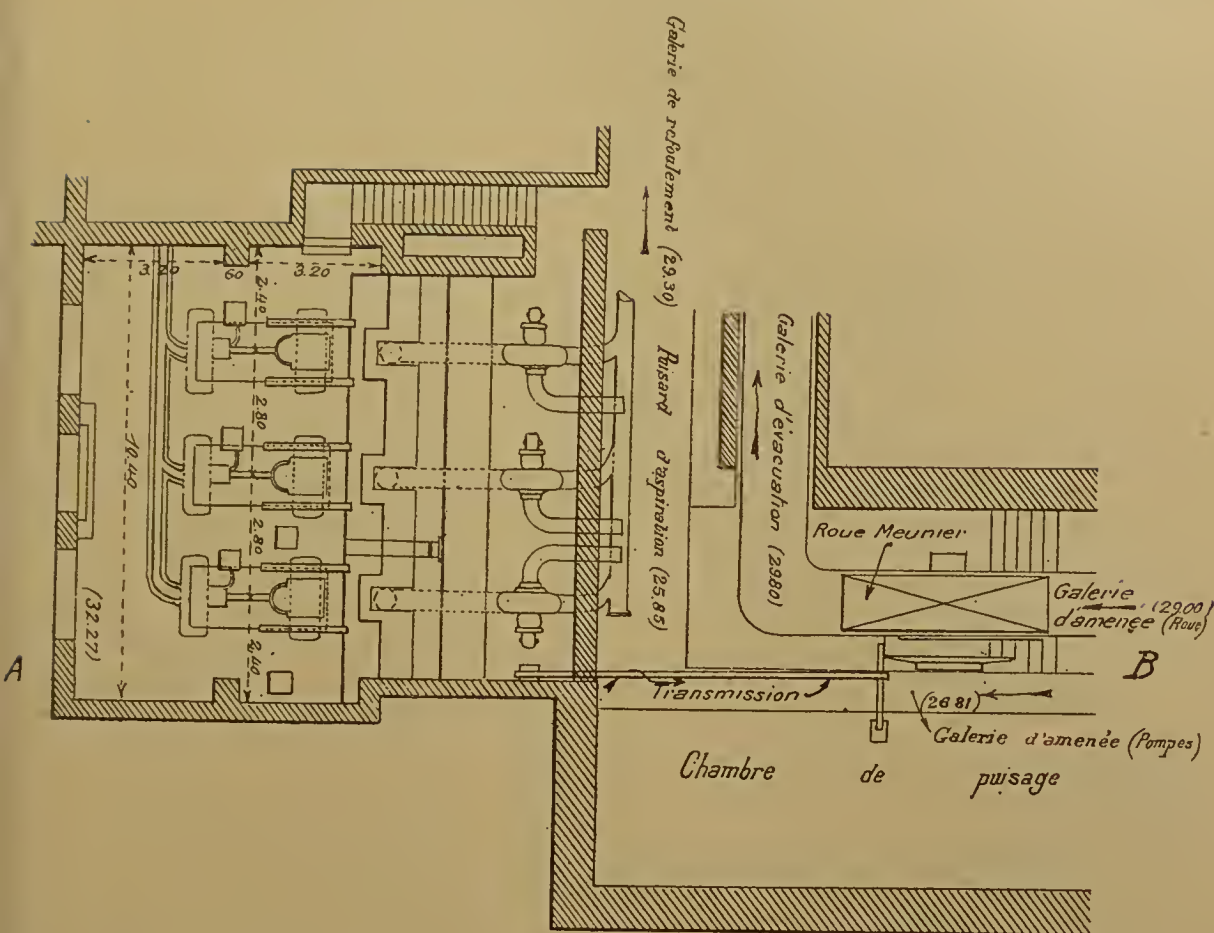 Galerie de refoulement (29.30)
Puisard d'aspiration (25.85)
Galerie d'évacuation (2980)
3.20
60
3.20
2.40
2.80
2.80
2.40
10.40
(32.27)
A
Roue Meunier
Galerie
d'amenée (Roue)
(29.00)
B
Transmission
(26 81)
Galerie d'amenée (Pompes)
Chambre de puisage